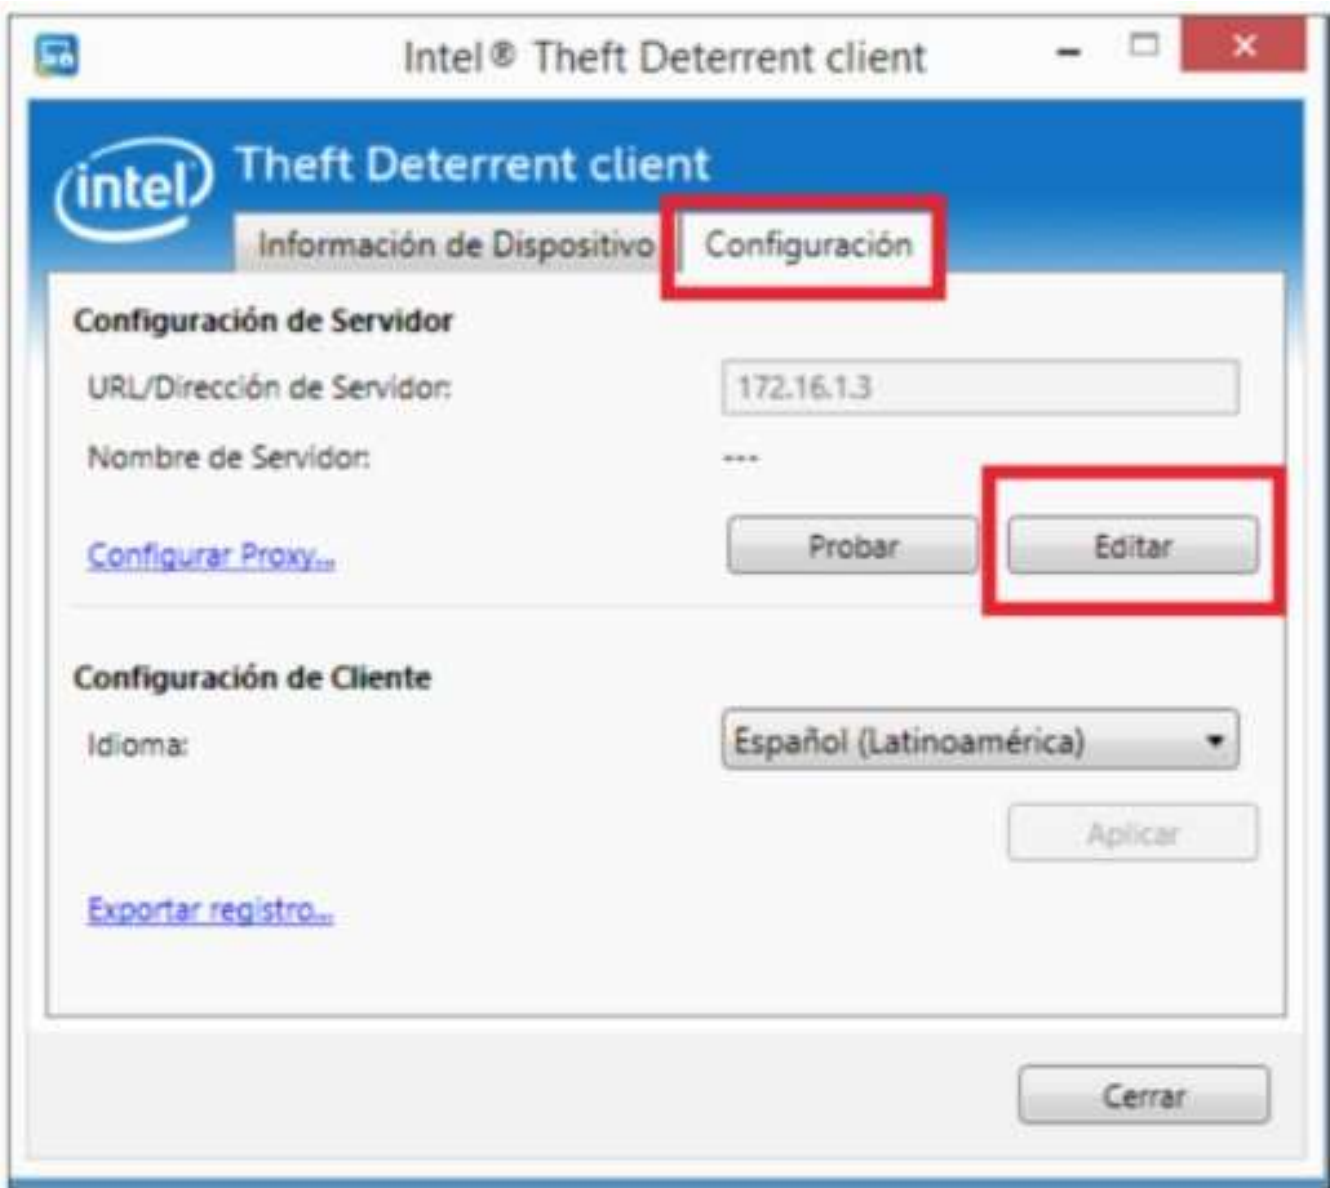 Intel® Theft Deterrent client
intel
Theft Deterrent client
Información de Dispositivo
Configuración
Configuración de Servidor
URL/Dirección de Servidor:
172.16.1.3
Nombre de Servidor:
---
Configurar Proxy...
Probar
Editar
Configuración de Cliente
Idioma:
Español (Latinoamérica)
Aplicar
Exportar registro...
Cerrar